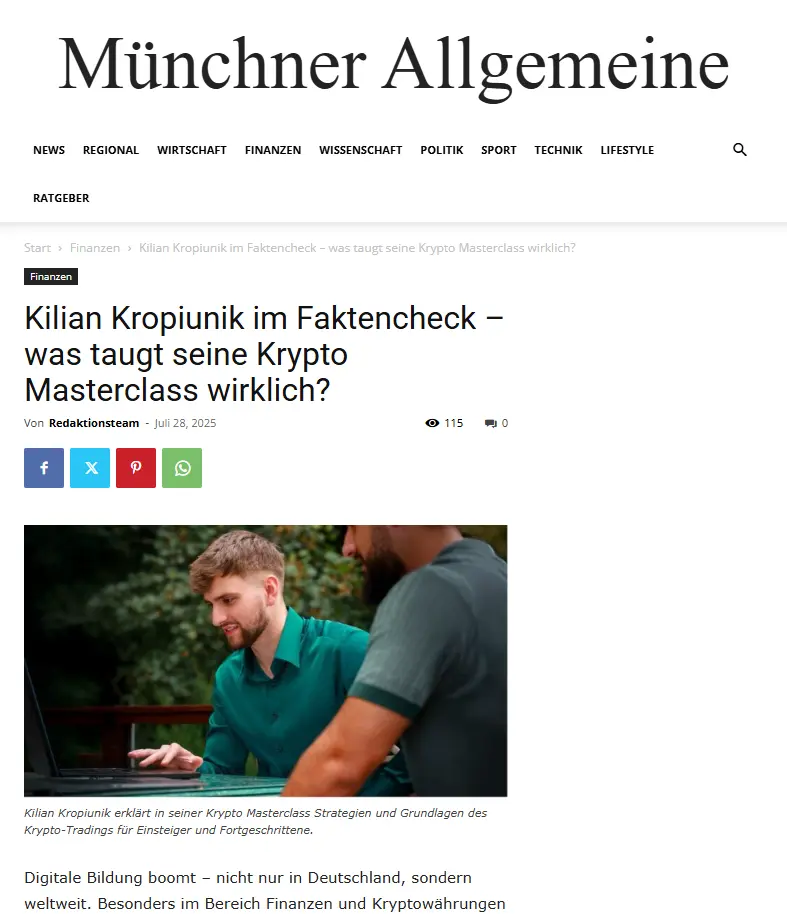 Münchner Allgemeine
NEWS REGIONAL WIRTSCHAFT FINANZEN WISSENSCHAFT POLITIK SPORT TECHNIK LIFESTYLE
RATGEBER
Start › Finanzen › Kilian Kropiunik im Faktencheck – was taugt seine Krypto Masterclass wirklich?
Finanzen
Kilian Kropiunik im Faktencheck –
was taugt seine Krypto
Masterclass wirklich?
Von Redaktionsteam - Juli 28, 2025 115 0
Kilian Kropiunik erklärt in seiner Krypto Masterclass Strategien und Grundlagen des
Krypto-Tradings für Einsteiger und Fortgeschrittene.
Digitale Bildung boomt – nicht nur in Deutschland, sondern
weltweit. Besonders im Bereich Finanzen und Kryptowährungen